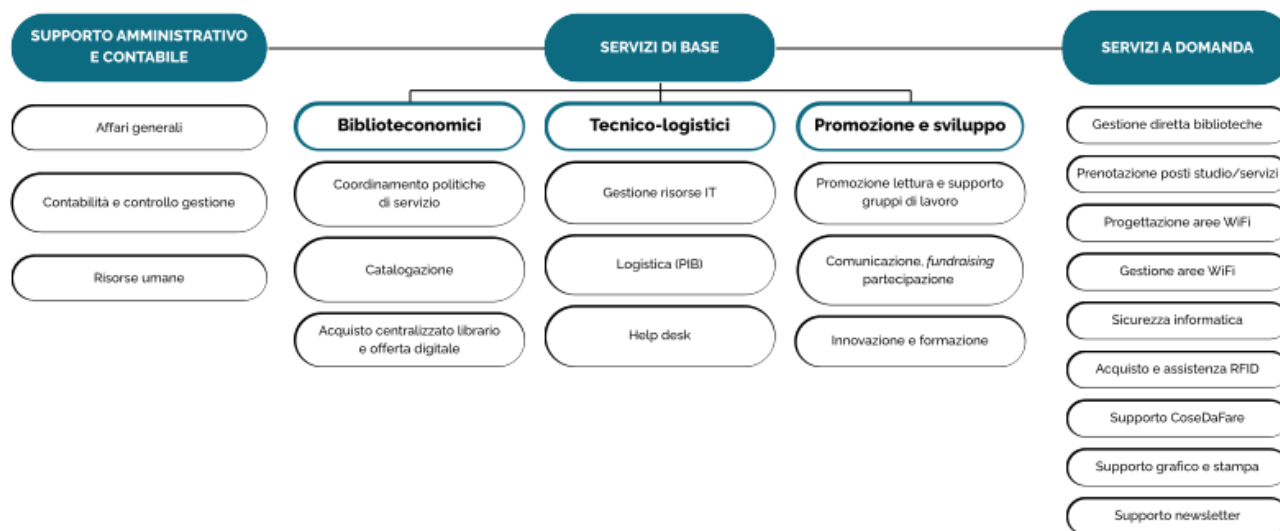 SUPPORTO AMMINISTRATIVO
E CONTABILE
Affari generali
Contabilità e controllo gestione
Risorse umane
SERVIZI DI BASE
Biblioteconomici
Coordinamento politiche
di servizio
Catalogazione
Acquisto centralizzato librario
e offerta digitale
Tecnico-logistici
Gestione risorse IT
Logistica (PIB)
Help desk
Promozione e sviluppo
Promozione lettura e supporto
gruppi di lavoro
Comunicazione, fundraising
partecipazione
Innovazione e formazione
SERVIZI A DOMANDA
Gestione diretta biblioteche
Prenotazione posti studio/servizi
Progettazione aree WiFi
Gestione aree WiFi
Sicurezza informatica
Acquisto e assistenza RFID
Supporto CoseDaFare
Supporto grafico e stampa
Supporto newsletter